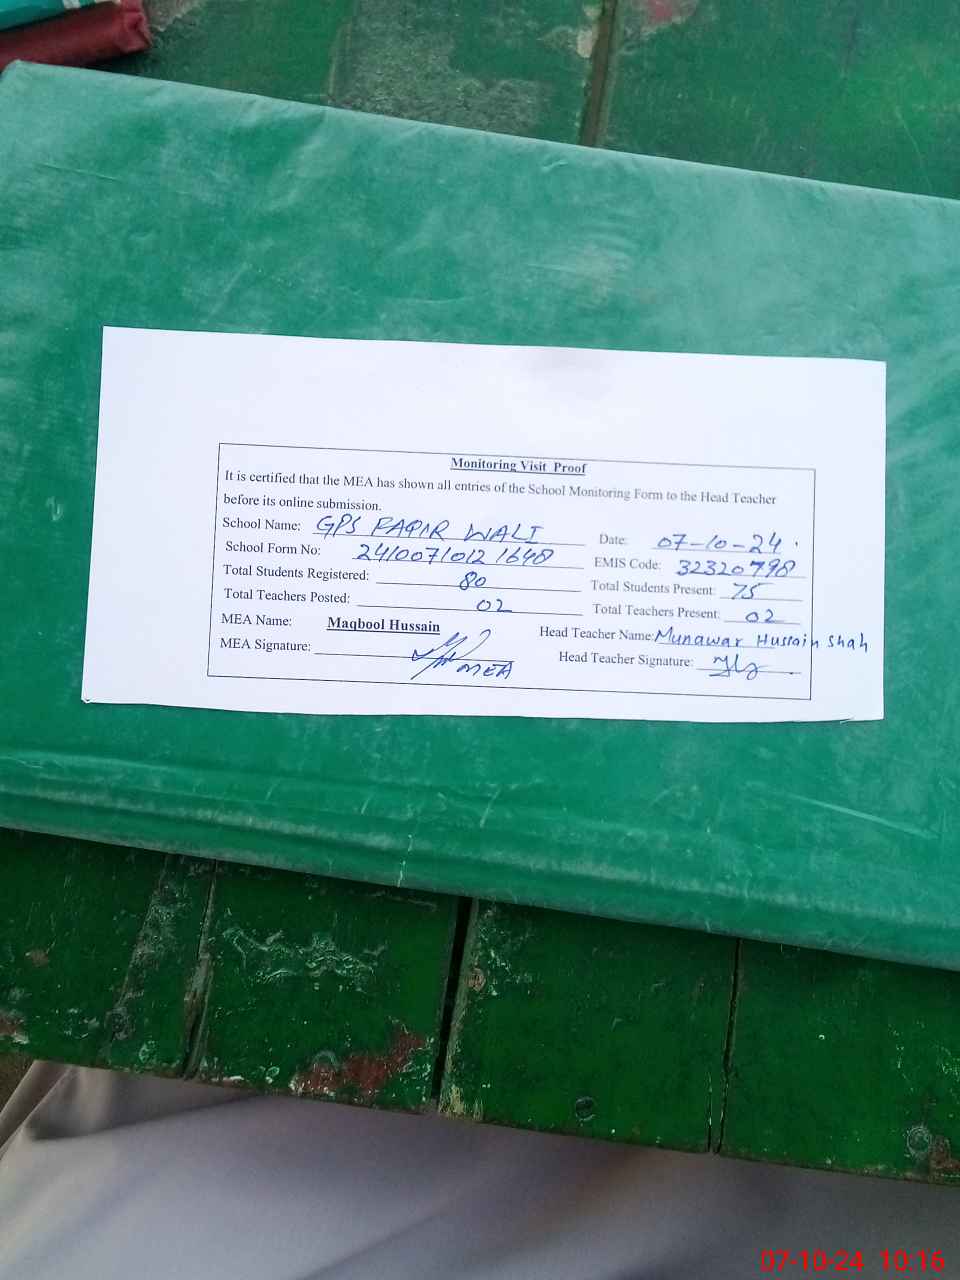 Monitoring Visit Proof
It is certified that the MEA has shown all entries of the School Monitoring Form to the Head Teacher
before its online submission.
School Name: GPS FAQIR WALI Date: 07-10-24
School Form No: 24100710121648 EMIS Code: 32320798
Total Students Registered: 80 Total Students Present: 75
Total Teachers Posted: 02 Total Teachers Present: 02
MEA Name: Maqbool Hussain Head Teacher Name: Munawar Hussain Shah
MEA Signature: MEA Head Teacher Signature:
07-10-24 10:16